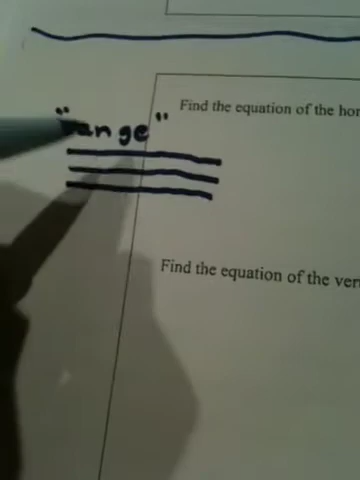 Find the equation of the hor
"ange"
Find the equation of the ver